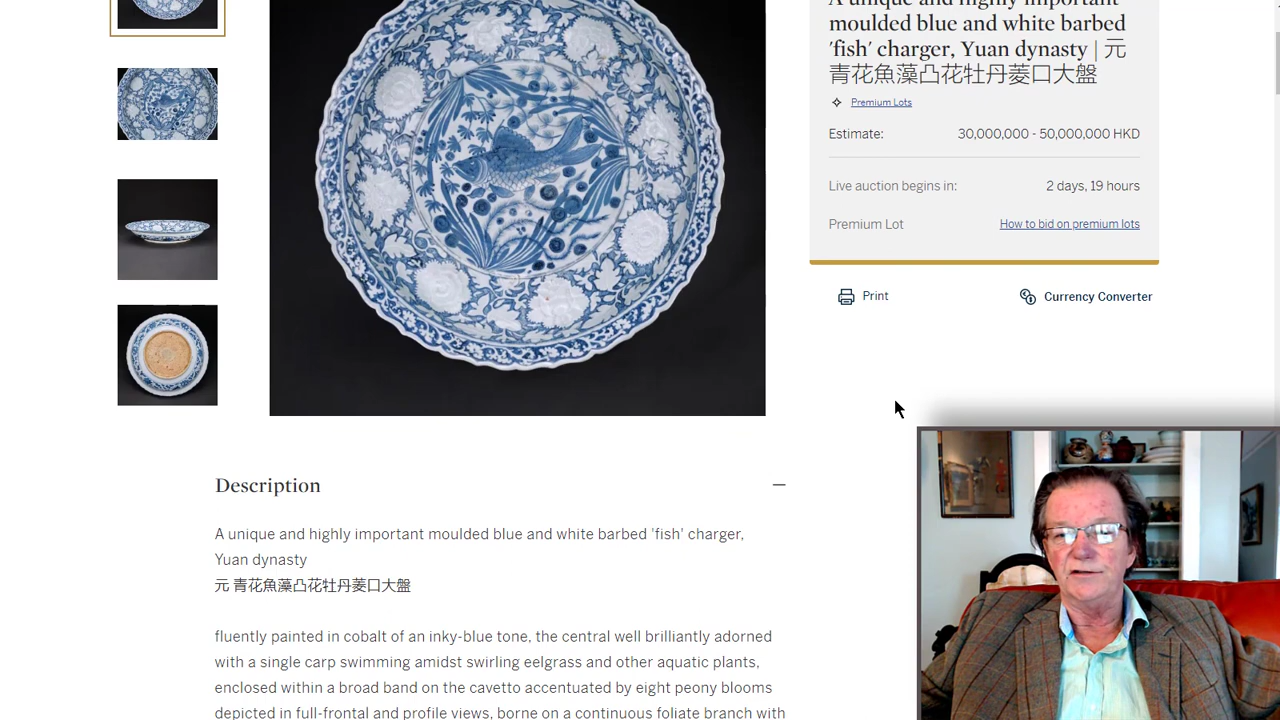 A unique and highly important
moulded blue and white barbed
'fish' charger, Yuan dynasty | 元
青花魚藻凸花牡丹菱口大盤
Premium Lots
Estimate: 30,000,000 - 50,000,000 HKD
Live auction begins in: 2 days, 19 hours
Premium Lot How to bid on premium lots
Print Currency Converter
Description
A unique and highly important moulded blue and white barbed 'fish' charger,
Yuan dynasty
元 青花魚藻凸花牡丹菱口大盤
fluently painted in cobalt of an inky-blue tone, the central well brilliantly adorned
with a single carp swimming amidst swirling eelgrass and other aquatic plants,
enclosed within a broad band on the cavetto accentuated by eight peony blooms
depicted in full-frontal and profile views, borne on a continuous foliate branch with